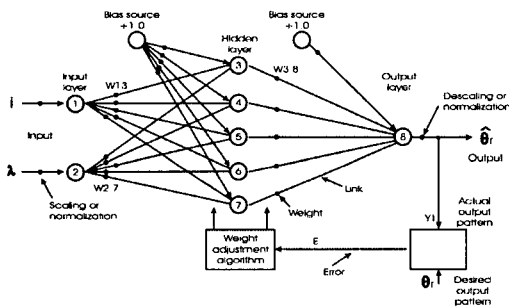 Bias source
+1.0
Bias source
+1.0
Hidden
layer
Input
layer
W1.3
W3.8
Output
layer
Descaling or
normalization
i
1
3
4
5
6
7
8
θ̂r
Output
Input
λ
2
W2.7
Scaling or
normalization
Link
Weight
Y1
Actual
output
pattern
Weight
adjustment
algorithm
E
Error
θr
Desired
output
pattern